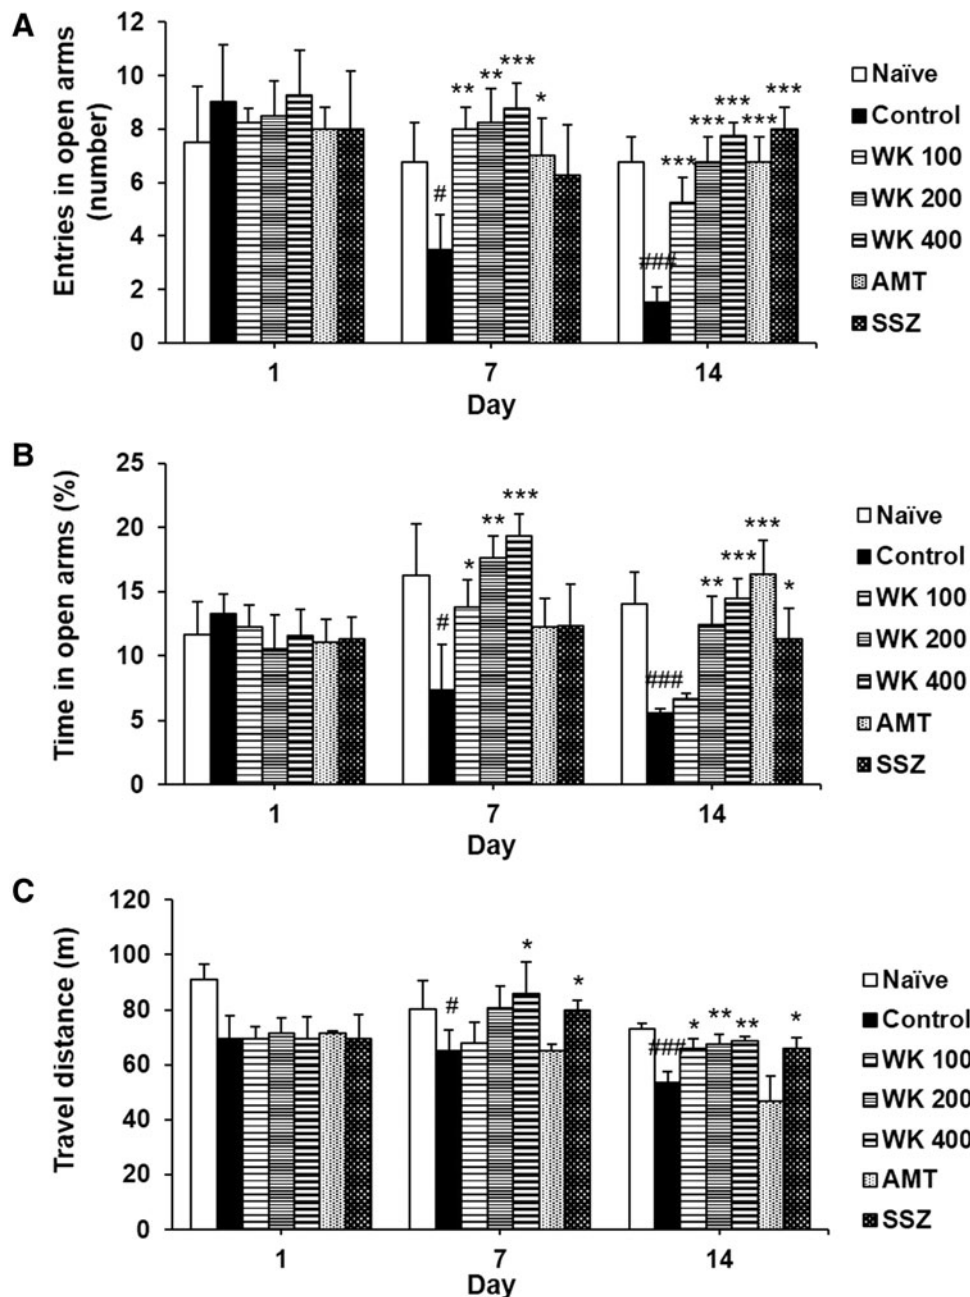 A
Entries in open arms
(number)
12
10
8
6
4
2
0
#
**
**
***
*
###
***
***
***
***
***
1
7
14
Day
Naïve
Control
WK 100
WK 200
WK 400
AMT
SSZ
B
Time in open arms (%)
25
20
15
10
5
0
#
*
**
***
###
**
***
***
*
1
7
14
Day
Naïve
Control
WK 100
WK 200
WK 400
AMT
SSZ
C
Travel distance (m)
120
100
80
60
40
20
0
#
*
*
###
*
**
**
*
1
7
14
Day
Naïve
Control
WK 100
WK 200
WK 400
AMT
SSZ